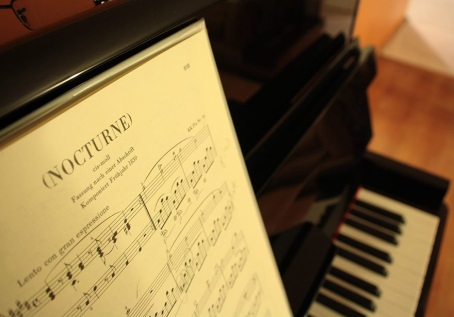 (NOCTURNE)
cis-moll
Fassung nach einer Abschrift
Komponiert Frühjahr 1830
Lento con gran espressione